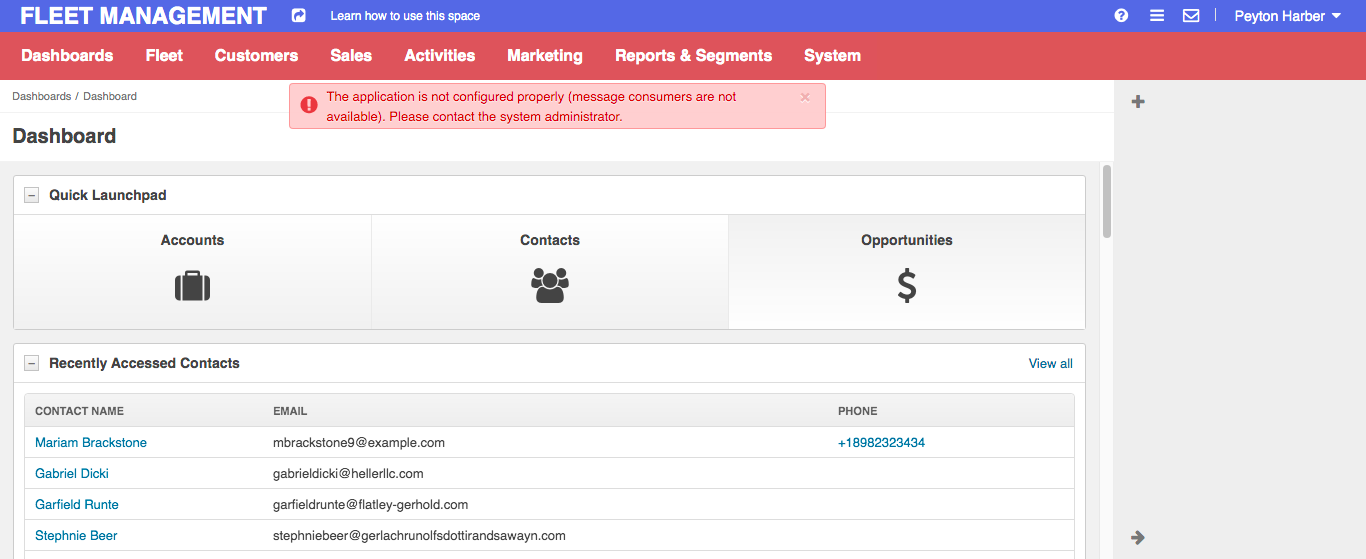 FLEET MANAGEMENT Learn how to use this space Peyton Harber
Dashboards Fleet Customers Sales Activities Marketing Reports & Segments System
Dashboards / Dashboard
The application is not configured properly (message consumers are not
available). Please contact the system administrator.
Dashboard
Quick Launchpad
Accounts Contacts Opportunities
Recently Accessed Contacts View all
CONTACT NAME EMAIL PHONE
Mariam Brackstone mbrackstone9@example.com +18982323434
Gabriel Dicki gabrieldicki@hellerllc.com
Garfield Runte garfieldrunte@flatley-gerhold.com
Stephnie Beer stephniebeer@gerlachrunolfsdottirandsawayn.com